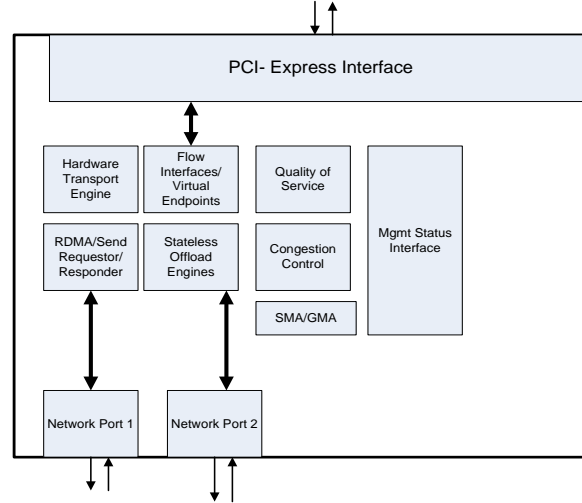 PCI- Express Interface
Hardware
Transport
Engine
Flow
Interfaces/
Virtual
Endpoints
Quality of
Service
Mgmt Status
Interface
RDMA/Send
Requestor/
Responder
Stateless
Offload
Engines
Congestion
Control
SMA/GMA
Network Port 1
Network Port 2